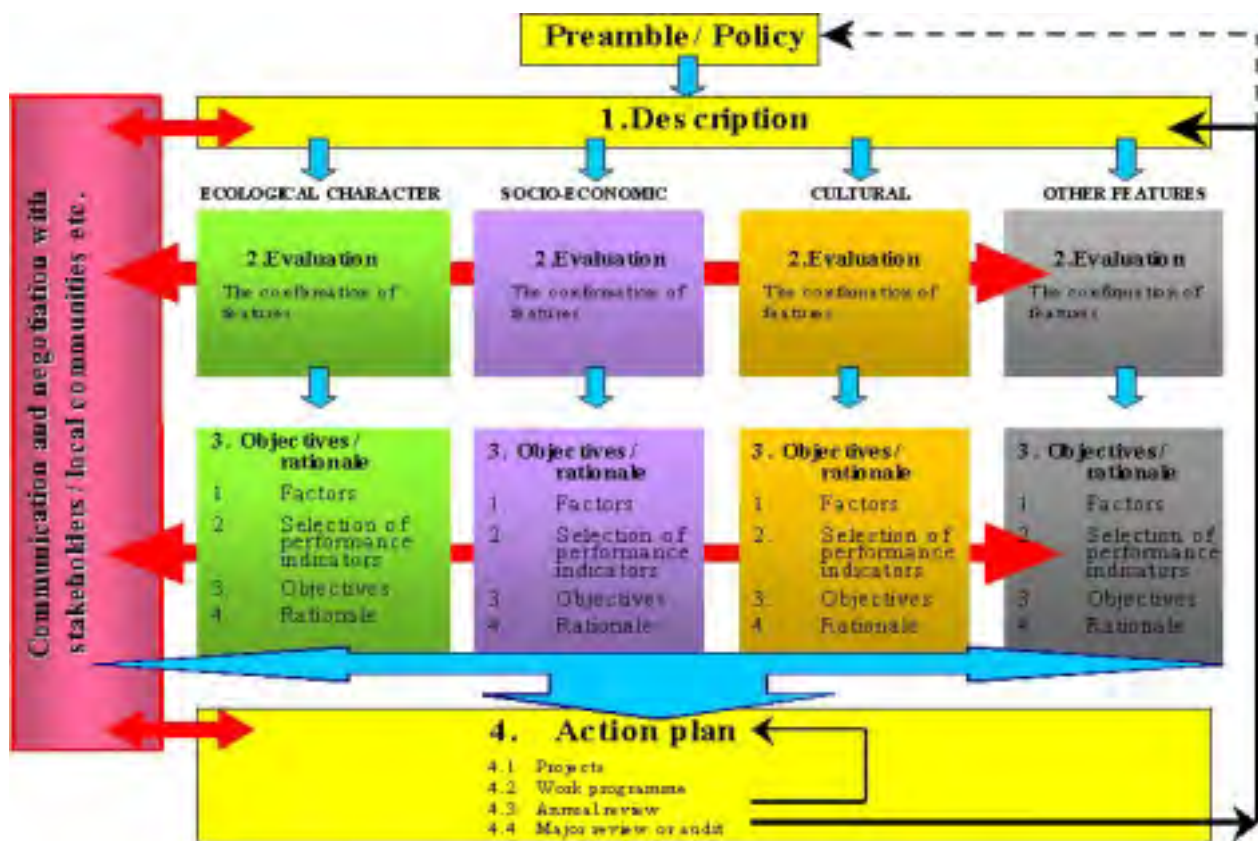 Preamble / Policy
1.Description
Communication and negotiation with
stakeholders / local communities etc.
ECOLOGICAL CHARACTER
SOCIO-ECONOMIC
CULTURAL
OTHER FEATURES
2.Evaluation
The confirmation of
features
2.Evaluation
The confirmation of
features
2.Evaluation
The confirmation of
features
2.Evaluation
The confirmation of
features
3. Objectives /
rationale
1 Factors
2 Selection of
performance
indicators
3 Objectives
4 Rationale
3. Objectives /
rationale
1 Factors
2 Selection of
performance
indicators
3 Objectives
4 Rationale
3. Objectives /
rationale
1 Factors
2. Selection of
performance
indicators
3. Objectives
4 Rationale
3. Objectives /
rationale
1 Factors
2 Selection of
performance
indicators
3 Objectives
4 Rationale
4. Action plan
4.1 Projects
4.2 Work programme
4.3 Annual review
4.4 Major review or audit